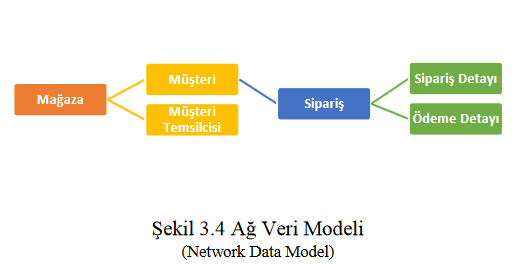 Mağaza
Müşteri
Müşteri
Temsilcisi
Sipariş
Sipariş Detayı
Ödeme Detayı
Şekil 3.4 Ağ Veri Modeli
(Network Data Model)